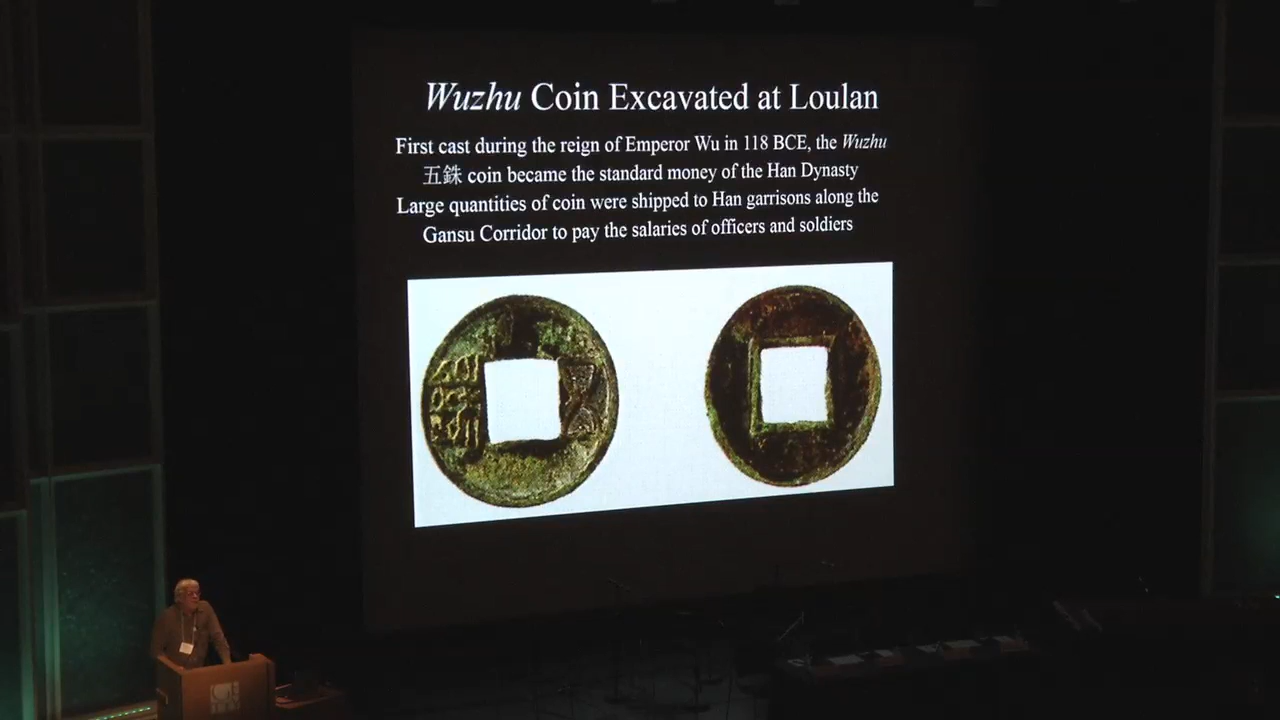 Wuzhu Coin Excavated at Loulan
First cast during the reign of Emperor Wu in 118 BCE, the Wuzhu
五銖 coin became the standard money of the Han Dynasty
Large quantities of coin were shipped to Han garrisons along the
Gansu Corridor to pay the salaries of officers and soldiers